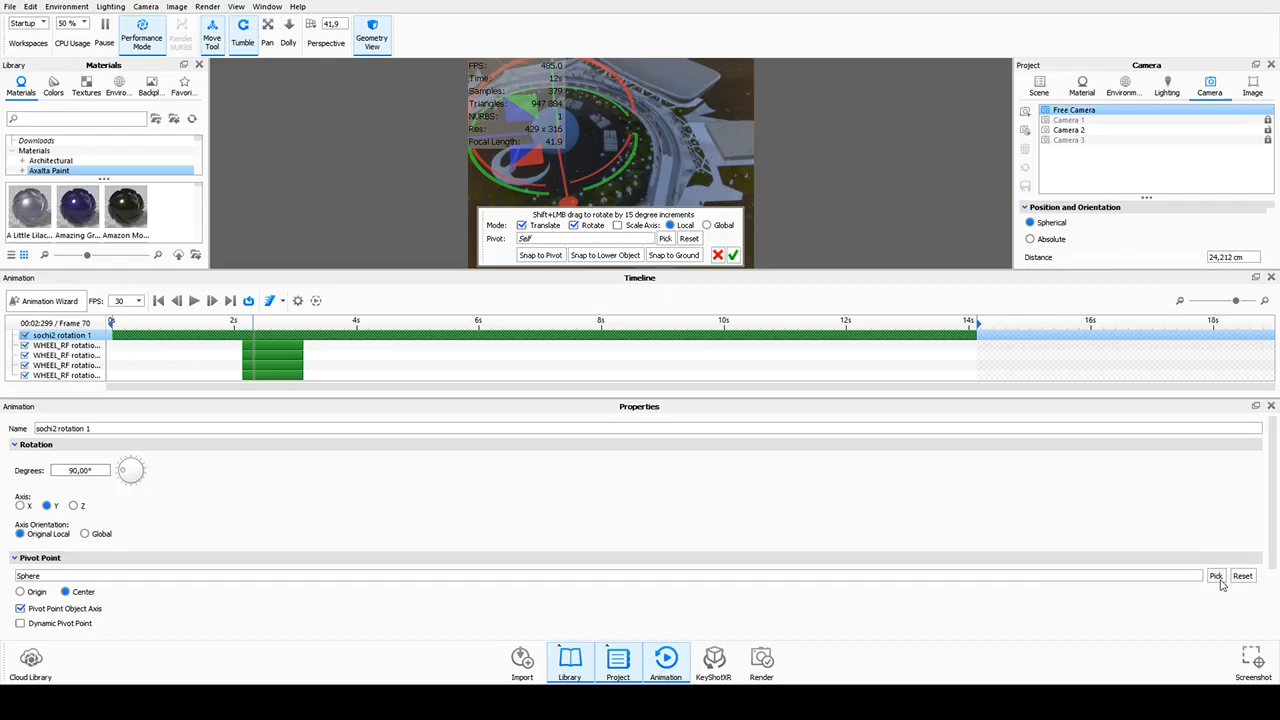 File Edit Environment Lighting Camera Image Render View Window Help
Startup 50 % 41,9
Workspaces CPU Usage Pause Performance Mode Render NURBS Move Tool Tumble Pan Dolly Perspective Geometry View
Library Materials
Materials Colors Textures Enviro... Backpl... Favori...
Downloads
Materials
Architectural
Axalta Paint
A Little Lilac... Amazing Gr... Amazon Mo...
FPS: 485.0
Time: 12s
Samples: 379
Triangles: 947 884
NURBS: 1
Res: 429 x 316
Focal Length: 41.9
Shift+LMB drag to rotate by 15 degree increments
Mode: Translate Rotate Scale Axis: Local Global
Pivot: Self Pick Reset
Snap to Pivot Snap to Lower Object Snap to Ground
Project Camera
Scene Material Environm... Lighting Camera Image
Free Camera
Camera 1
Camera 2
Camera 3
Position and Orientation
Spherical
Absolute
Distance 24,212 cm
Animation Timeline
Animation Wizard FPS: 30
00:02:299 / Frame 70 0s 2s 4s 6s 8s 10s 12s 14s 16s 18s
sochi2 rotation 1
WHEEL_RF rotatio...
WHEEL_RF rotatio...
WHEEL_RF rotatio...
WHEEL_RF rotatio...
Animation Properties
Name sochi2 rotation 1
Rotation
Degrees: 90,00°
Axis:
X Y Z
Axis Orientation:
Original Local Global
Pivot Point
Sphere Pick Reset
Origin Center
Pivot Point Object Axis
Dynamic Pivot Point
Cloud Library Import Library Project Animation KeyShotXR Render Screenshot